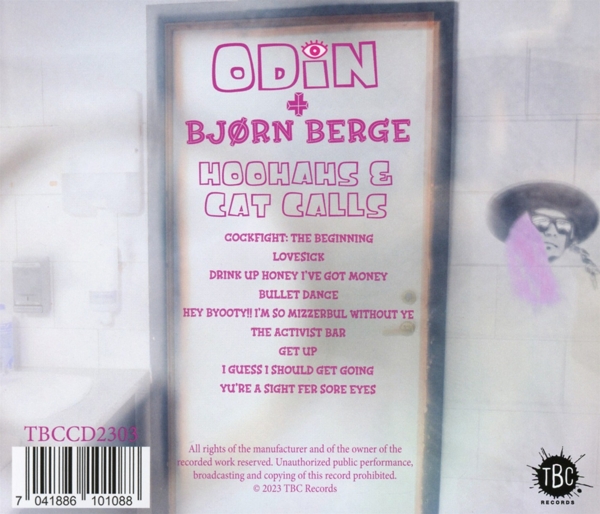 ODiN
+
BJØRN BERGE
HOOHAHS &
CAT CALLS
COCKFIGHT: THE BEGINNING
LOVESICK
DRINK UP HONEY I'VE GOT MONEY
BULLET DANCE
HEY BYOOTY!! I'M SO MIZZERBUL WITHOUT YE
THE ACTIVIST BAR
GET UP
I GUESS I SHOULD GET GOING
YU'RE A SIGHT FER SORE EYES
TBCCD2303
7 041886 101088
All rights of the manufacturer and of the owner of the
recorded work reserved. Unauthorized public performance,
broadcasting and copying of this record prohibited.
© 2023 TBC Records
TBC.
RECORDS